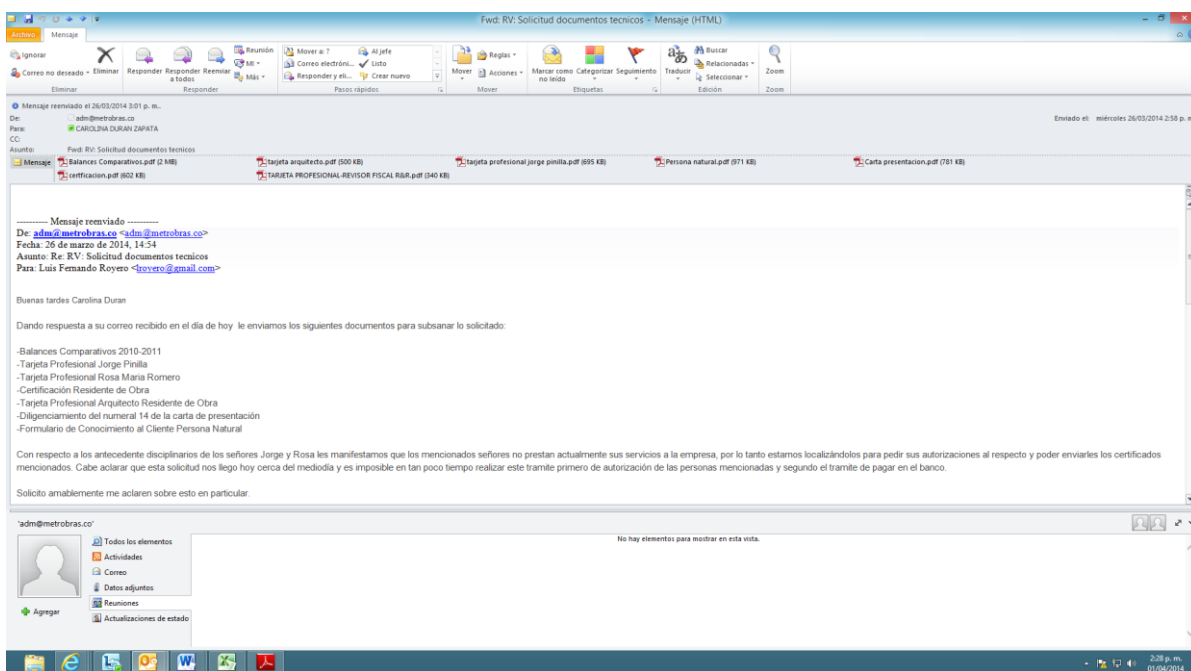 Fwd: RV: Solicitud documentos tecnicos - Mensaje (HTML)
Archivo Mensaje
Ignorar
Correo no deseado
Eliminar
Responder
Responder a todos
Reenviar
Reunión
MI
Más
Mover a: ?
Al jefe
Correo electróni...
Listo
Responder y eli...
Crear nuevo
Mover
Reglas
Acciones
Marcar como no leído
Categorizar
Seguimiento
Traducir
Buscar
Relacionadas
Seleccionar
Zoom
Eliminar Responder Pasos rápidos Mover Etiquetas Edición Zoom
Mensaje reenviado el 26/03/2014 3:01 p. m..
De: adm@metrobras.co
Enviado el: miércoles 26/03/2014 2:58 p. m
Para: CAROLINA DURAN ZAPATA
CC:
Asunto: Fwd: RV: Solicitud documentos tecnicos
Mensaje Balances Comparativos.pdf (2 MB) tarjeta arquitecto.pdf (500 KB) tarjeta profesional jorge pinilla.pdf (695 KB) Persona natural.pdf (971 KB) Carta presentacion.pdf (781 KB)
certficacion.pdf (602 KB) TARJETA PROFESIONAL-REVISOR FISCAL R&R.pdf (340 KB)
---------- Mensaje reenviado ----------
De: adm@metrobras.co <adm@metrobras.co>
Fecha: 26 de marzo de 2014, 14:54
Asunto: Re: RV: Solicitud documentos tecnicos
Para: Luis Fernando Royero <lroyero@gmail.com>
Buenas tardes Carolina Duran
Dando respuesta a su correo recibido en el día de hoy le enviamos los siguientes documentos para subsanar lo solicitado:
-Balances Comparativos 2010-2011
-Tarjeta Profesional Jorge Pinilla
-Tarjeta Profesional Rosa Maria Romero
-Certificación Residente de Obra
-Tarjeta Profesional Arquitecto Residente de Obra
-Diligenciamiento del numeral 14 de la carta de presentación
-Formulario de Conocimiento al Cliente Persona Natural
Con respecto a los antecedente disciplinarios de los señores Jorge y Rosa les manifestamos que los mencionados señores no prestan actualmente sus servicios a la empresa, por lo tanto estamos localizándolos para pedir sus autorizaciones al respecto y poder enviarles los certificados
mencionados. Cabe aclarar que esta solicitud nos llego hoy cerca del mediodía y es imposible en tan poco tiempo realizar este tramite primero de autorización de las personas mencionadas y segundo el tramite de pagar en el banco.
Solicito amablemente me aclaren sobre esto en particular.
'adm@metrobras.co'
Todos los elementos
Actividades
Correo
Datos adjuntos
Reuniones
Actualizaciones de estado
Agregar
No hay elementos para mostrar en esta vista.
2:28 p. m.
01/04/2014